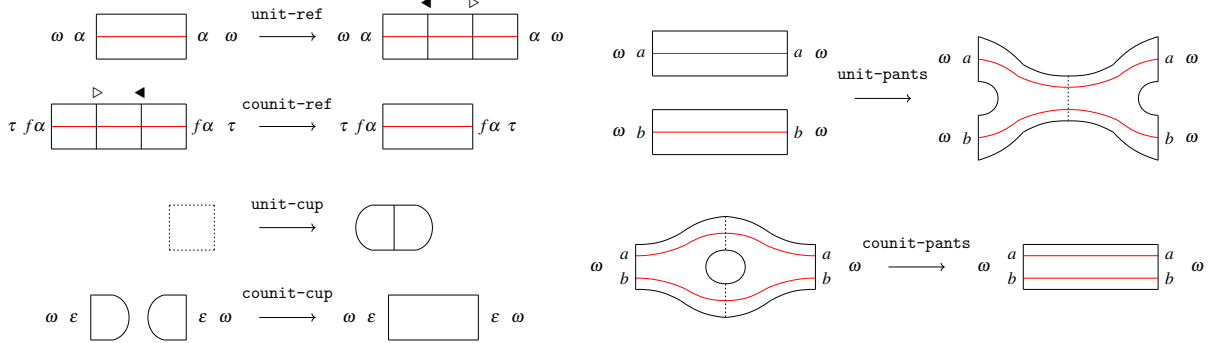 unit-ref
ω α α ω ω α α ω
counit-ref
τ fα fα τ τ fα fα τ
unit-cup
counit-cup
ω ε ε ω ω ε ε ω
unit-pants
ω a a ω ω a a ω
ω b b ω ω b b ω
counit-pants
a a a a
ω ω ω ω
b b b b